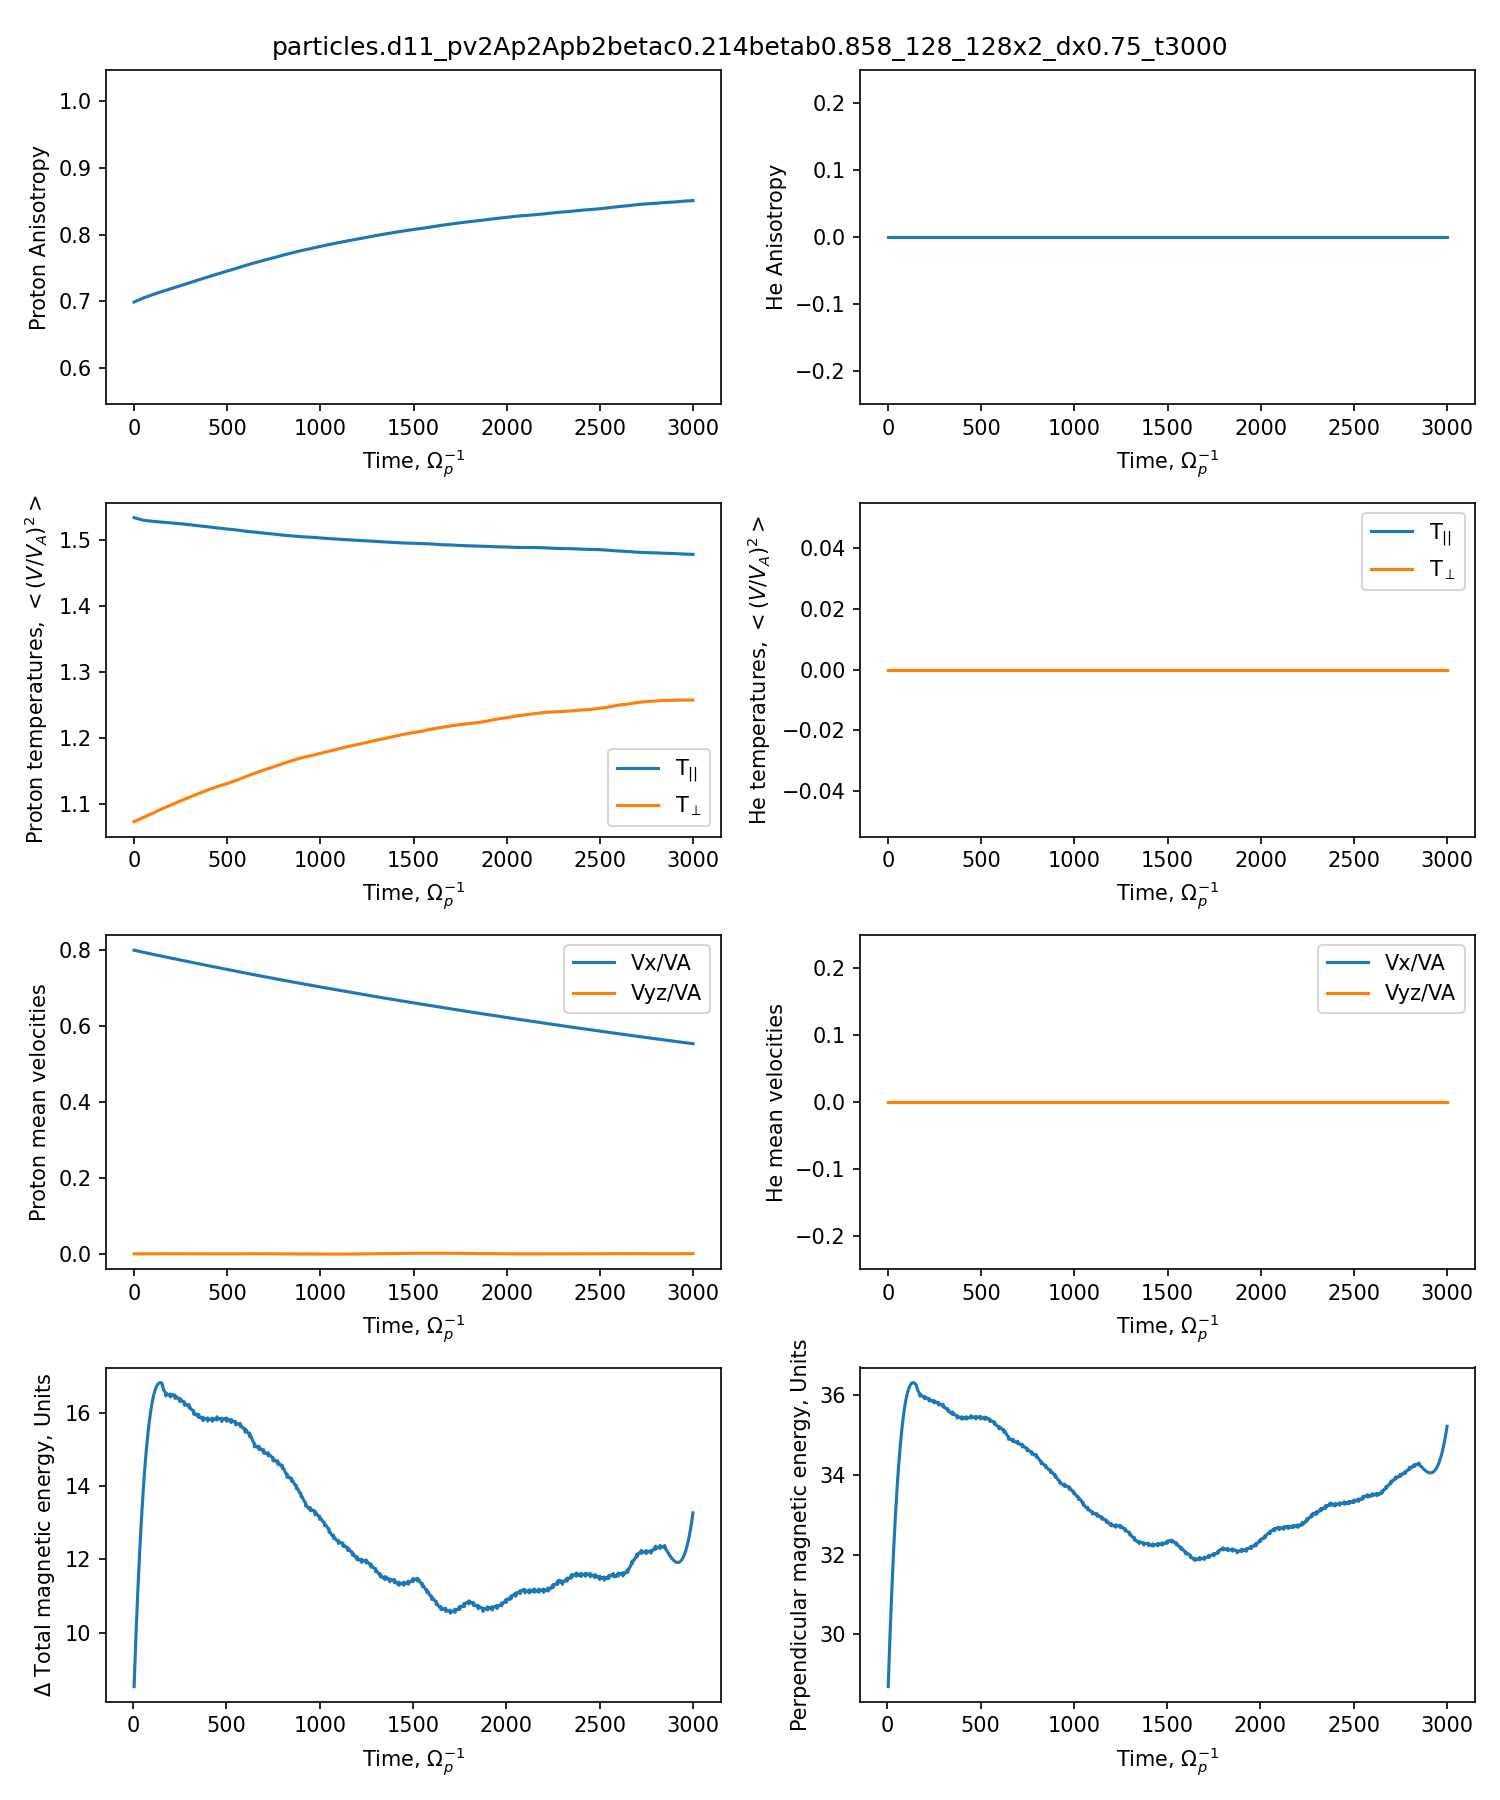 particles.d11_pv2Ap2Apb2betac0.214betab0.858_128_128x2_dx0.75_t3000
Proton Anisotropy
1.0
0.9
0.8
0.7
0.6
0 500 1000 1500 2000 2500 3000
Time, Ω_p^{-1}
He Anisotropy
0.2
0.1
0.0
−0.1
−0.2
0 500 1000 1500 2000 2500 3000
Time, Ω_p^{-1}
Proton temperatures, < (V/V_A)^2 >
1.5
1.4
1.3
1.2
1.1
T_{||}
T_⊥
0 500 1000 1500 2000 2500 3000
Time, Ω_p^{-1}
He temperatures, < (V/V_A)^2 >
0.04
0.02
0.00
−0.02
−0.04
T_{||}
T_⊥
0 500 1000 1500 2000 2500 3000
Time, Ω_p^{-1}
Proton mean velocities
0.8
0.6
0.4
0.2
0.0
Vx/VA
Vyz/VA
0 500 1000 1500 2000 2500 3000
Time, Ω_p^{-1}
He mean velocities
0.2
0.1
0.0
−0.1
−0.2
Vx/VA
Vyz/VA
0 500 1000 1500 2000 2500 3000
Time, Ω_p^{-1}
Δ Total magnetic energy, Units
16
14
12
10
0 500 1000 1500 2000 2500 3000
Time, Ω_p^{-1}
Perpendicular magnetic energy, Units
36
34
32
30
0 500 1000 1500 2000 2500 3000
Time, Ω_p^{-1}